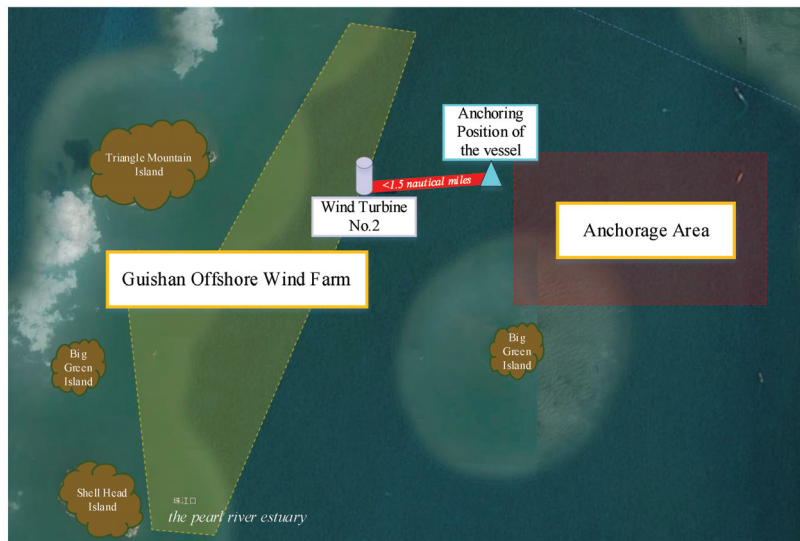 Anchoring
Position of
the vessel
Triangle Mountain
Island
<1.5 nautical miles
Wind Turbine
No.2
Anchorage Area
Guishan Offshore Wind Farm
Big
Green
Island
Big
Green
Island
Shell Head
Island
珠江口
the pearl river estuary